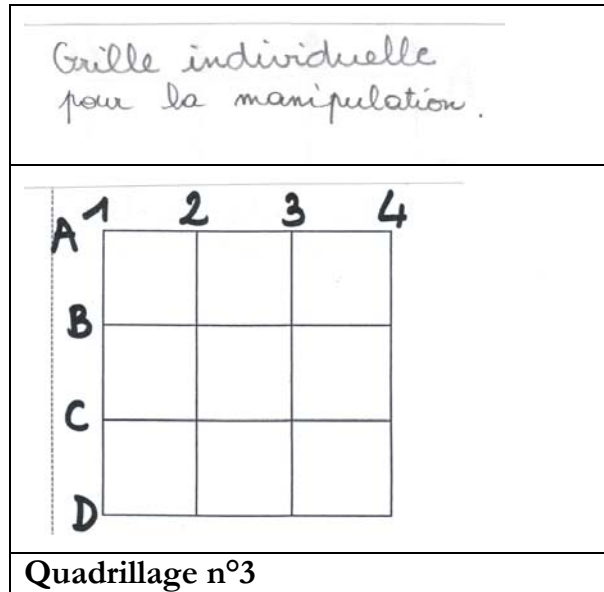 Grille individuelle
pour la manipulation.
1 2 3 4
A
B
C
D
Quadrillage n°3